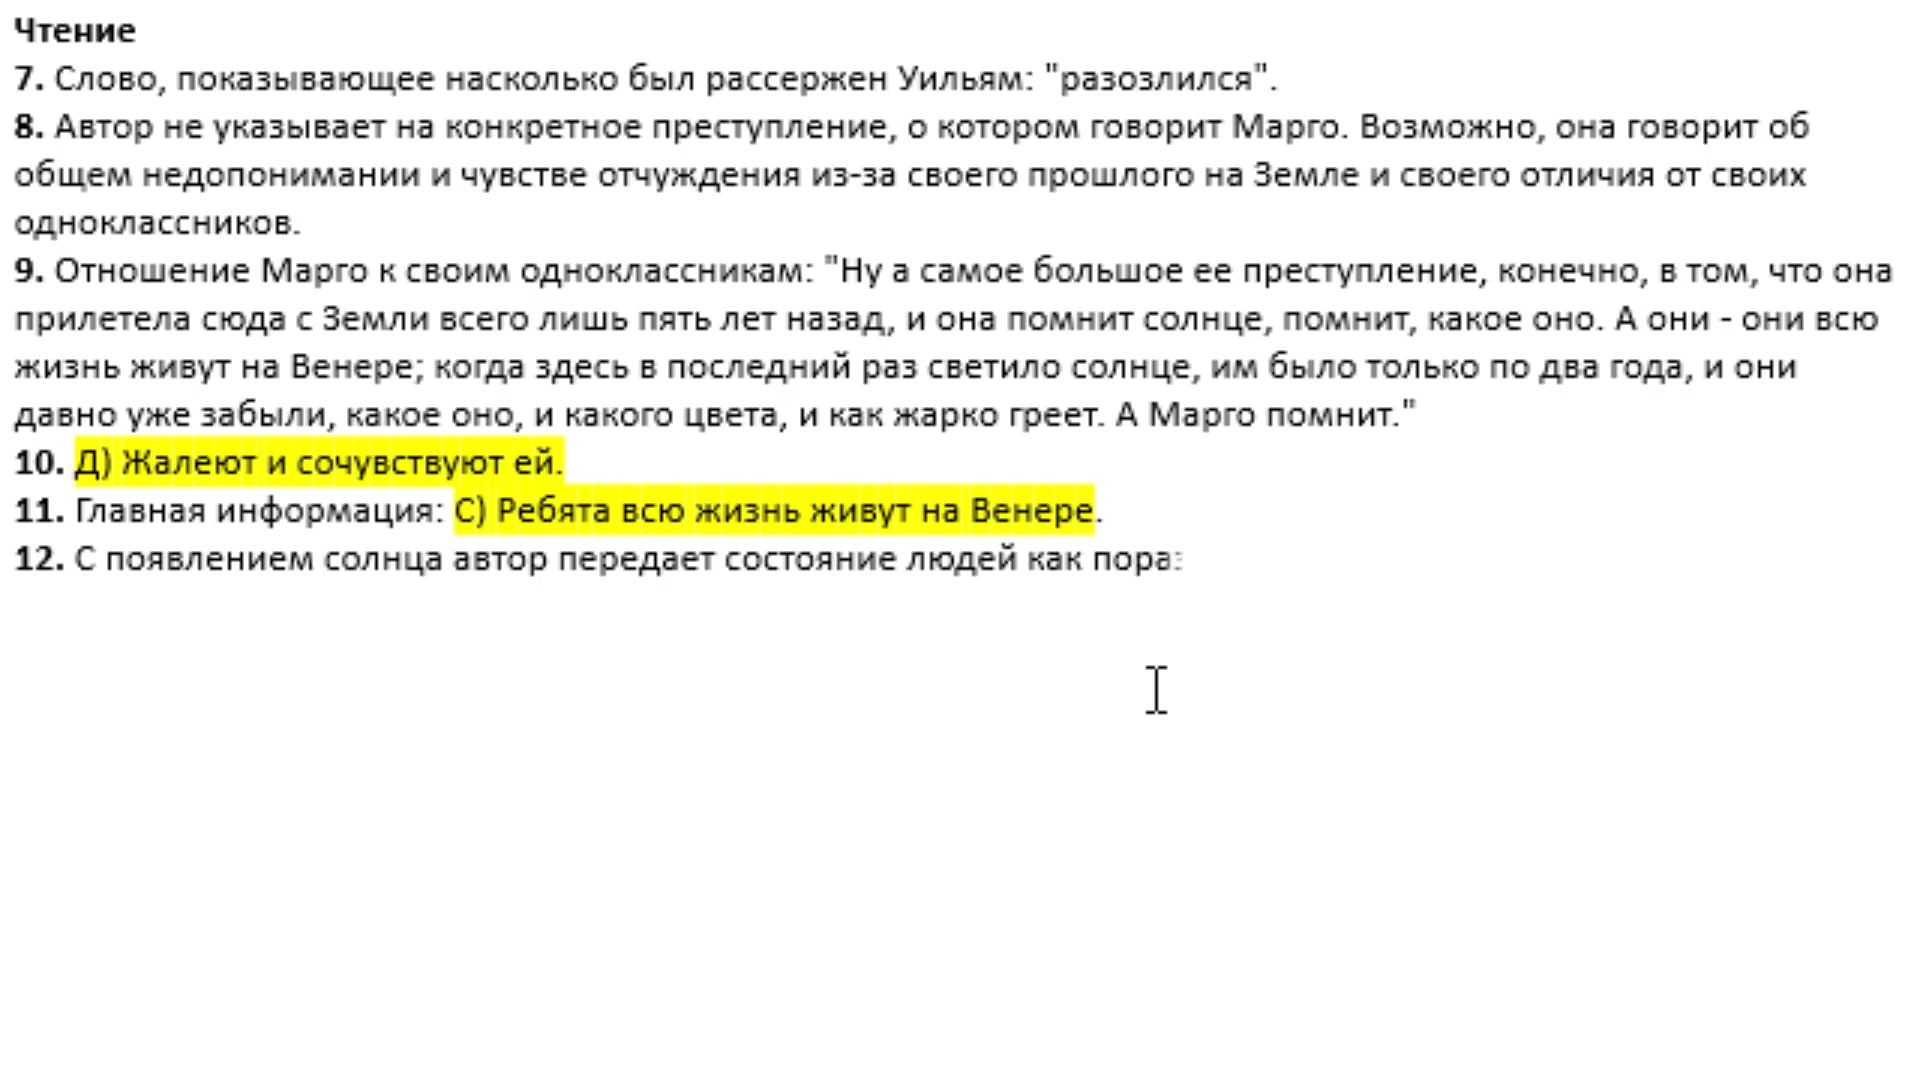 Чтение
7. Слово, показывающее насколько был рассержен Уильям: "разозлился".
8. Автор не указывает на конкретное преступление, о котором говорит Марго. Возможно, она говорит об
общем недопонимании и чувстве отчуждения из-за своего прошлого на Земле и своего отличия от своих
одноклассников.
9. Отношение Марго к своим одноклассникам: "Ну а самое большое ее преступление, конечно, в том, что она
прилетела сюда с Земли всего лишь пять лет назад, и она помнит солнце, помнит, какое оно. А они - они всю
жизнь живут на Венере; когда здесь в последний раз светило солнце, им было только по два года, и они
давно уже забыли, какое оно, и какого цвета, и как жарко греет. А Марго помнит."
10. Д) Жалеют и сочувствуют ей.
11. Главная информация: С) Ребята всю жизнь живут на Венере.
12. С появлением солнца автор передает состояние людей как